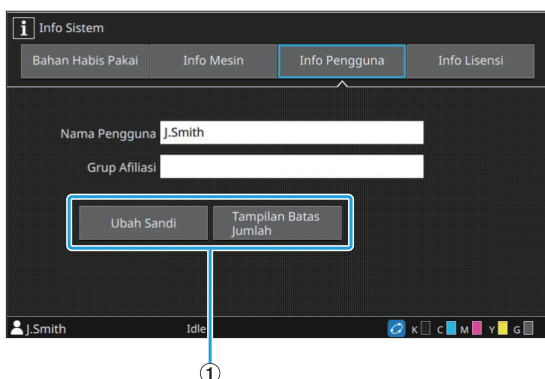 i Info Sistem
Bahan Habis Pakai Info Mesin Info Pengguna Info Lisensi
Nama Pengguna J.Smith
Grup Afiliasi
Ubah Sandi Tampilan Batas
Jumlah
J.Smith Idle K C M Y G
①